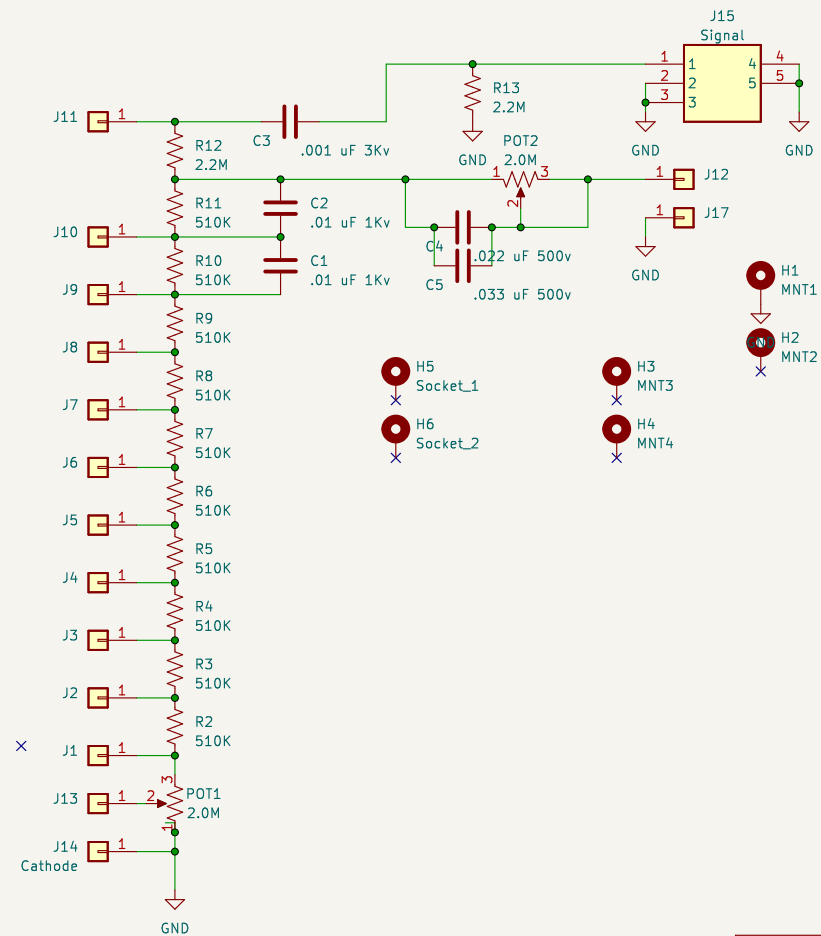 J15
Signal
1
1
4
4
2
2
5
5
3
3
R13
2.2M
J11
1
C3
.001 uF 3Kv
GND
GND
GND
R12
2.2M
POT2
2.0M
1
3
2
1
J12
R11
510K
C2
.01 uF 1Kv
1
J17
J10
1
C4
.022 uF 500v
R10
510K
C1
.01 uF 1Kv
C5
.033 uF 500v
GND
H1
MNT1
J9
1
R9
510K
GND
H2
MNT2
J8
1
R8
510K
H5
Socket_1
H3
MNT3
J7
1
R7
510K
H6
Socket_2
H4
MNT4
J6
1
R6
510K
J5
1
R5
510K
J4
1
R4
510K
J3
1
R3
510K
J2
1
R2
510K
J1
1
3
J13
1
2
POT1
2.0M
1
J14
1
Cathode
GND